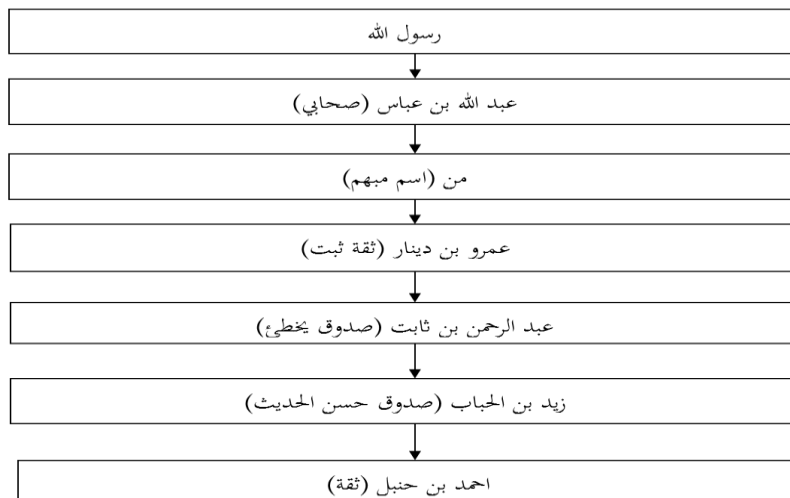 رسول الله
عبد الله بن عباس (صحابي)
من (اسم مبهم)
عمرو بن دينار (ثقة ثبت)
عبد الرحمن بن ثابت (صدوق يخطئ)
زيد بن الحباب (صدوق حسن الحديث)
احمد بن حنبل (ثقة)